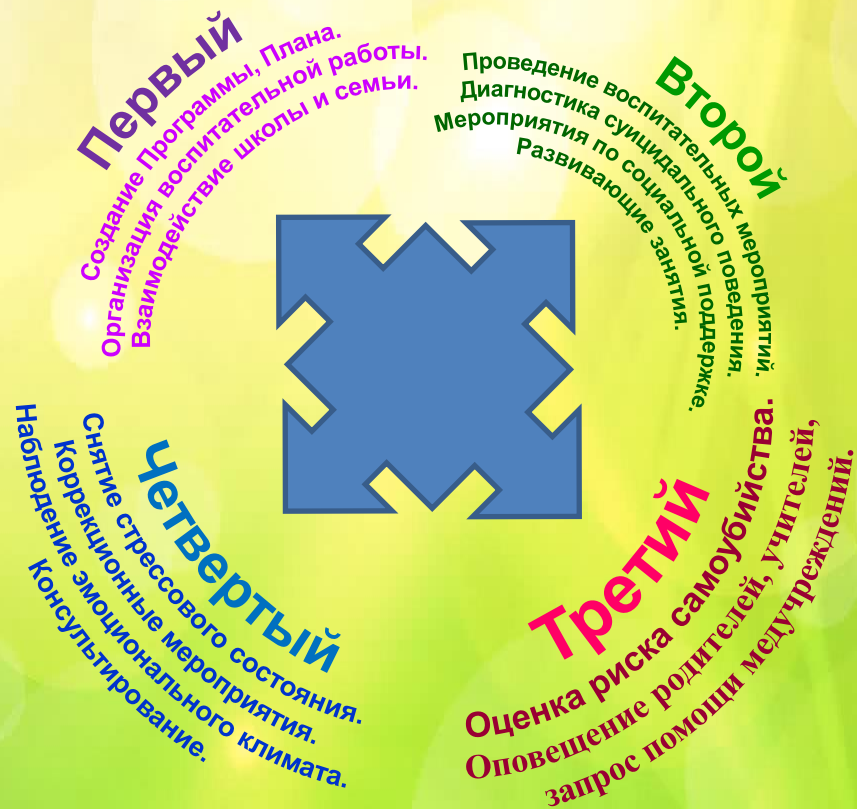 Первый
Создание Программы, Плана.
Организация воспитательной работы.
Взаимодействие школы и семьи.
Второй
Проведение воспитательных мероприятий.
Диагностика суицидального поведения.
Мероприятия по социальной поддержке.
Развивающие занятия.
Третий
Оценка риска самоубийства.
Оповещение родителей, учителей,
запрос помощи медучреждений.
Четвертый
Снятие стрессового состояния.
Коррекционные мероприятия.
Наблюдение эмоционального климата.
Консультирование.